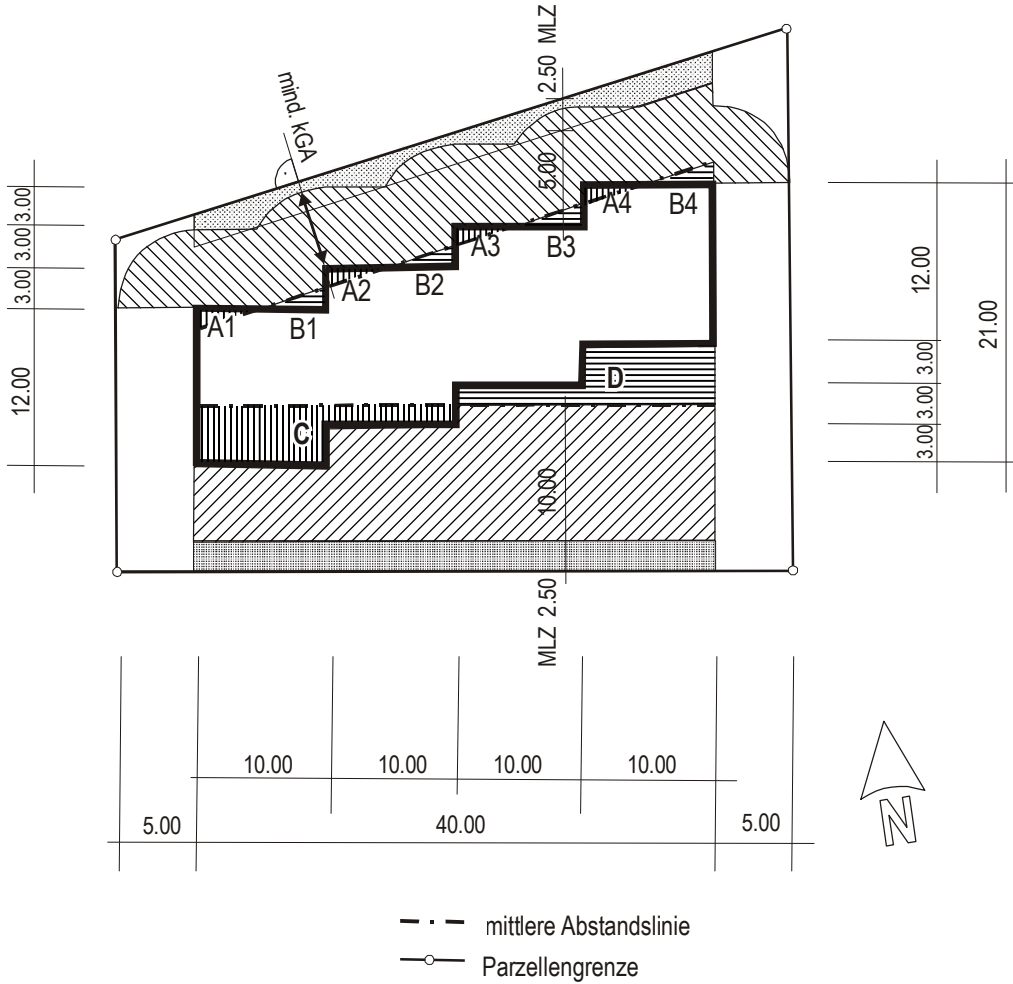 2.50 MLZ
mind. kGA
5.00
3.00
3.00
3.00
A4
B4
A3
B3
A2
B2
A1
B1
12.00
12.00
21.00
3.00
3.00
3.00
D
C
10.00
MLZ 2.50
10.00
10.00
10.00
10.00
5.00
40.00
5.00
N
mittlere Abstandslinie
Parzellengrenze